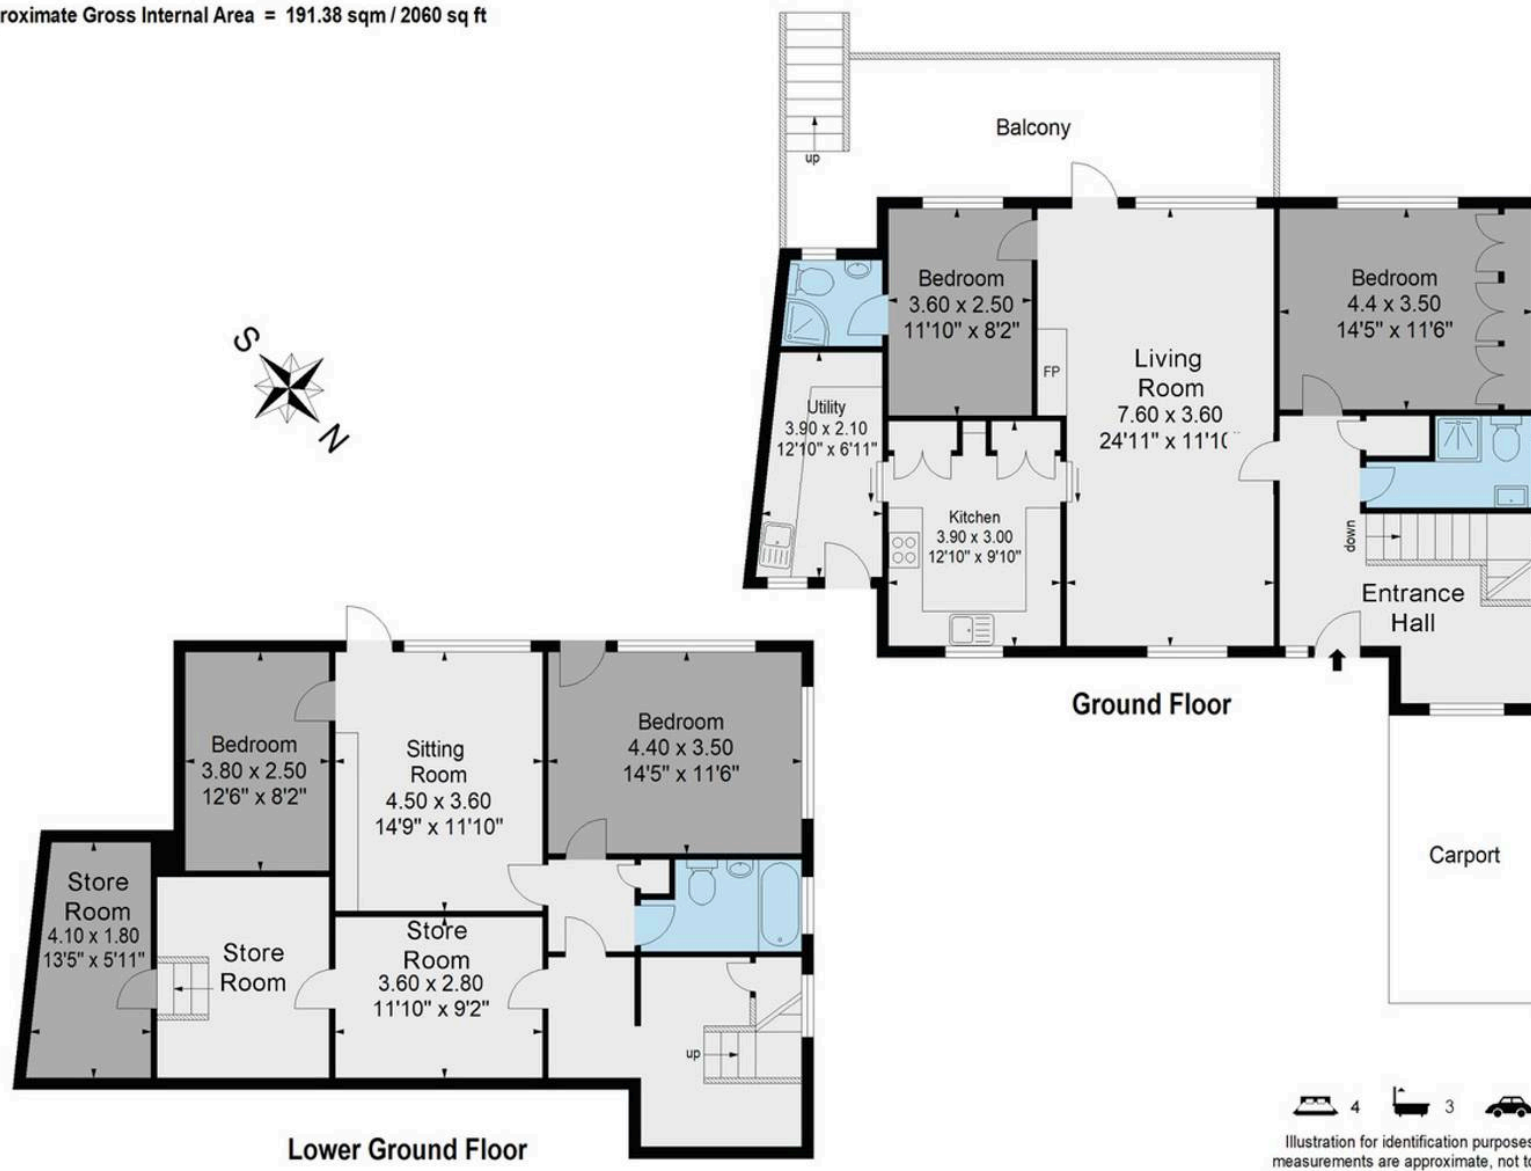 roximate Gross Internal Area = 191.38 sqm / 2060 sq ft
Balcony
up
Bedroom
3.60 x 2.50
11'10" x 8'2"
Living
Room
7.60 x 3.60
24'11" x 11'10"
FP
Bedroom
4.4 x 3.50
14'5" x 11'6"
Utility
3.90 x 2.10
12'10" x 6'11"
Kitchen
3.90 x 3.00
12'10" x 9'10"
down
Entrance
Hall
Ground Floor
Carport
S
N
Bedroom
3.80 x 2.50
12'6" x 8'2"
Sitting
Room
4.50 x 3.60
14'9" x 11'10"
Bedroom
4.40 x 3.50
14'5" x 11'6"
Store
Room
4.10 x 1.80
13'5" x 5'11"
Store
Room
Store
Room
3.60 x 2.80
11'10" x 9'2"
up
Lower Ground Floor
4 3
Illustration for identification purposes
measurements are approximate, not to